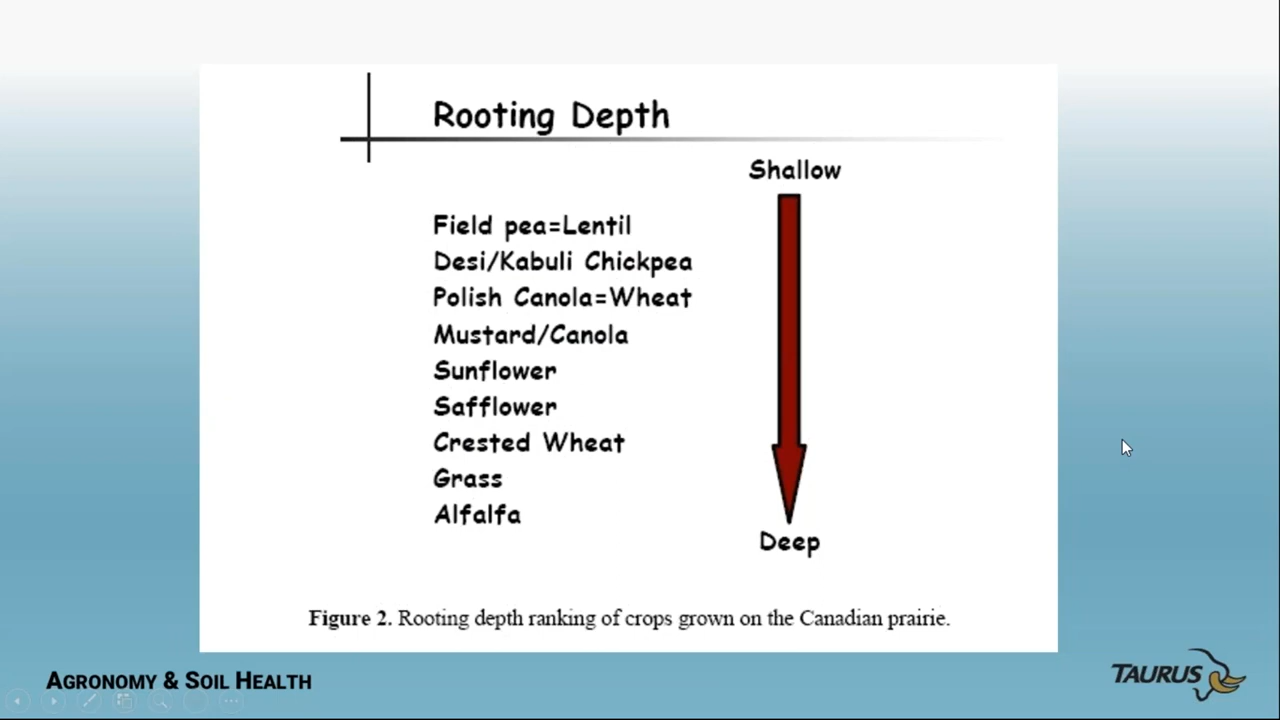 Rooting Depth
Shallow
Field pea=Lentil
Desi/Kabuli Chickpea
Polish Canola=Wheat
Mustard/Canola
Sunflower
Safflower
Crested Wheat
Grass
Alfalfa
Deep
Figure 2. Rooting depth ranking of crops grown on the Canadian prairie.
AGRONOMY & SOIL HEALTH
TAURUS